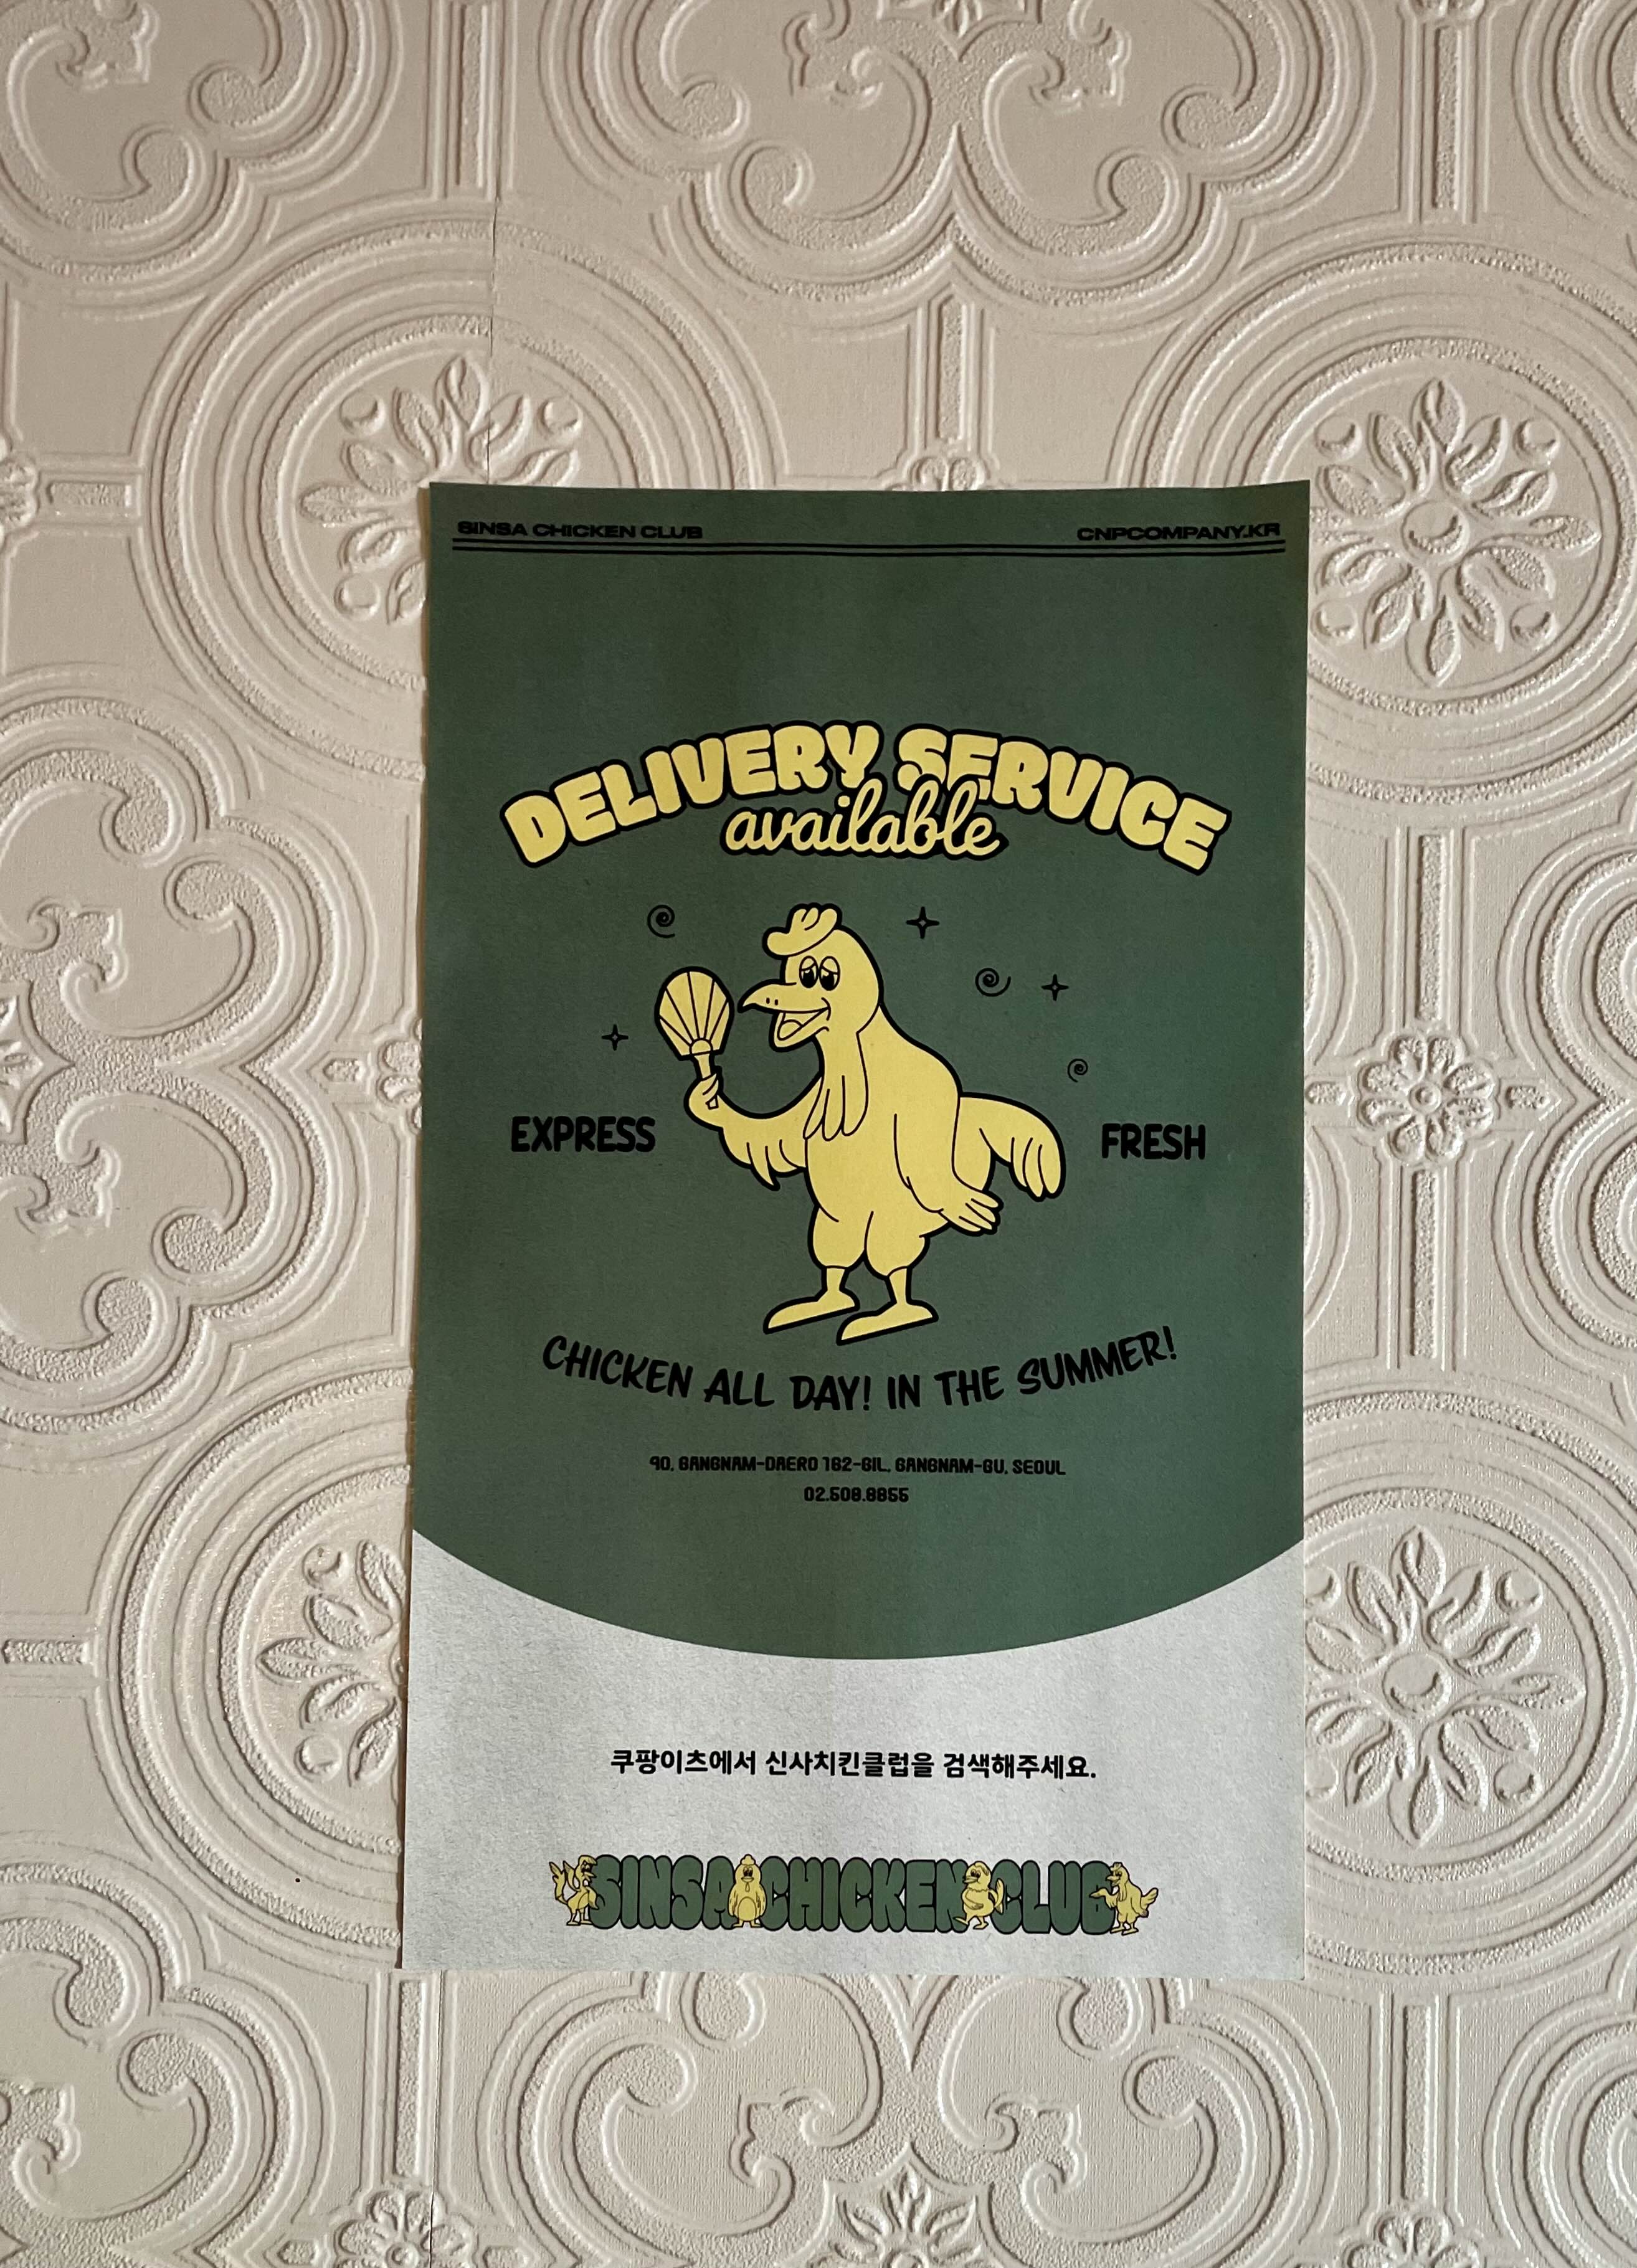 SINSA CHICKEN CLUB
CNPCOMPANY.KR
DELIVERY SERVICE
available
EXPRESS
FRESH
CHICKEN ALL DAY! IN THE SUMMER!
90, GANGNAM-DAERO 162-GIL, GANGNAM-GU, SEOUL
02.508.8855
쿠팡이츠에서 신사치킨클럽을 검색해주세요.
SINSA CHICKEN CLUB